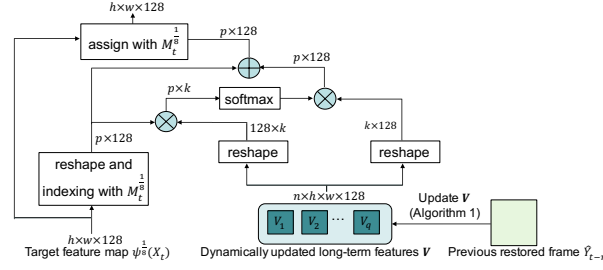 h×w×128
assign with M_t^{1/8}
p×128
p×128
p×k
softmax
128×k
k×128
p×128
reshape
reshape
reshape and
indexing with M_t^{1/8}
n×h×w×128
Update V
(Algorithm 1)
V_1 V_2 ··· V_q
h×w×128
Target feature map ψ^{1/8}(X_t) Dynamically updated long-term features V Previous restored frame